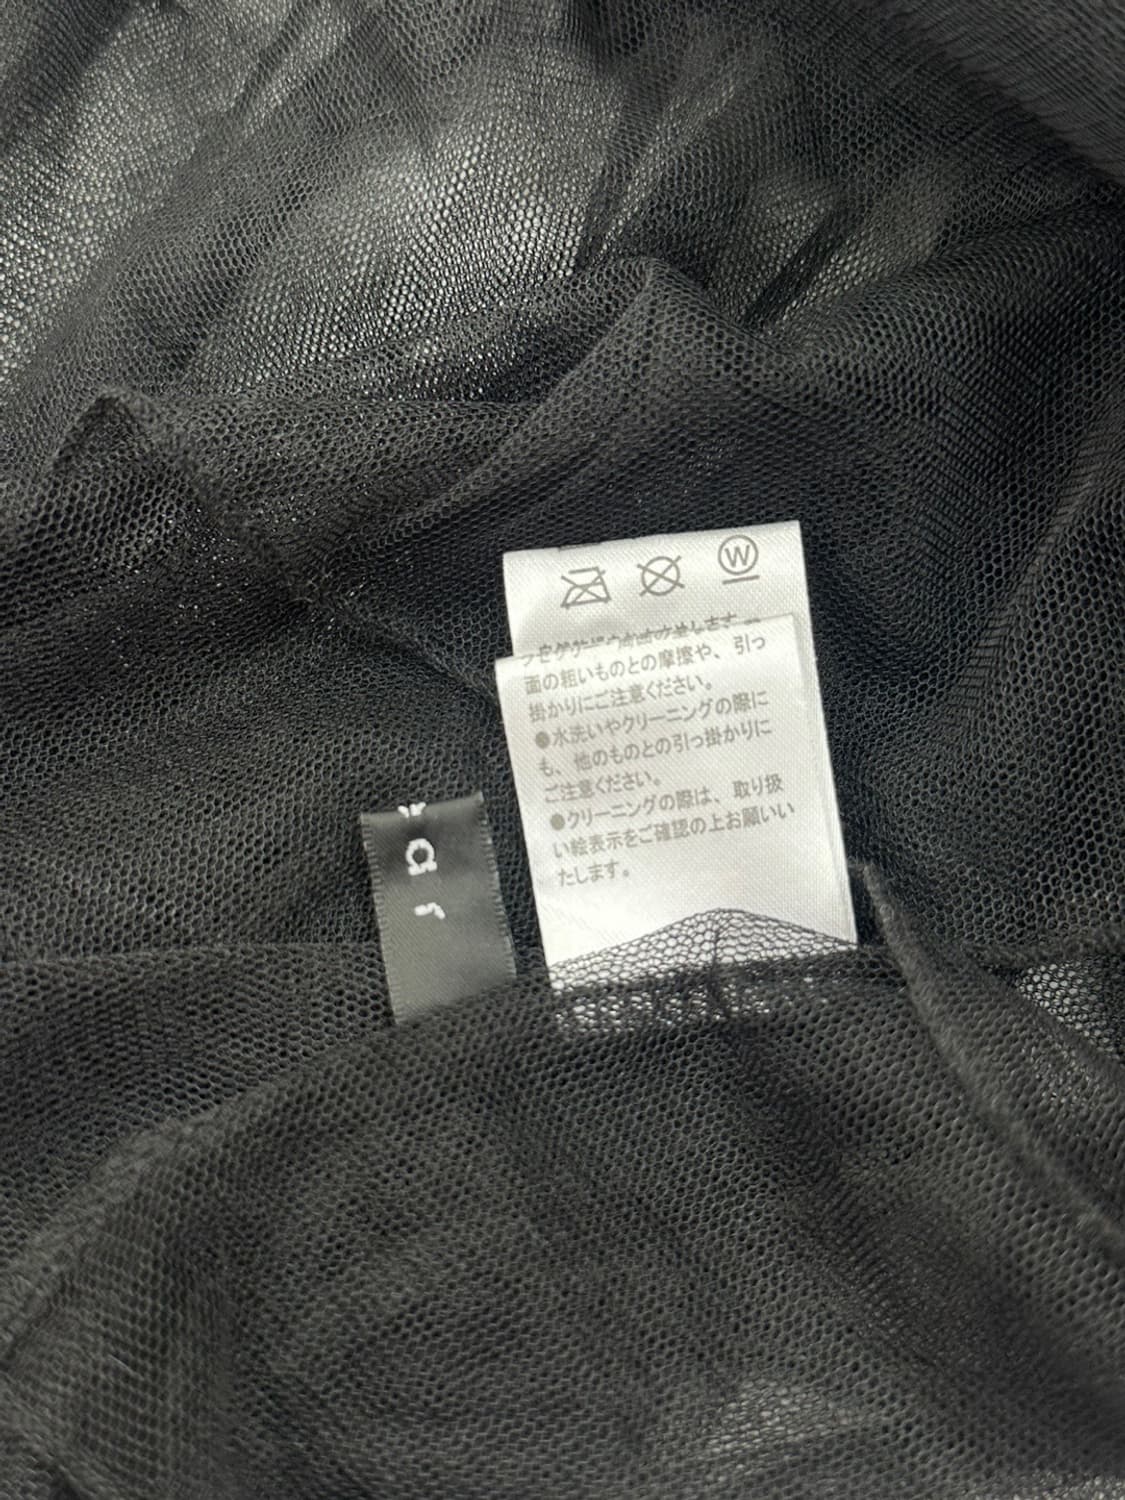 W
面の粗いものとの摩擦や、引っ
掛かりにご注意ください。
●水洗いやクリーニングの際に
も、他のものとの引っ掛かりに
ご注意ください。
●クリーニングの際は、取り扱
い絵表示をご確認の上お願いい
たします。